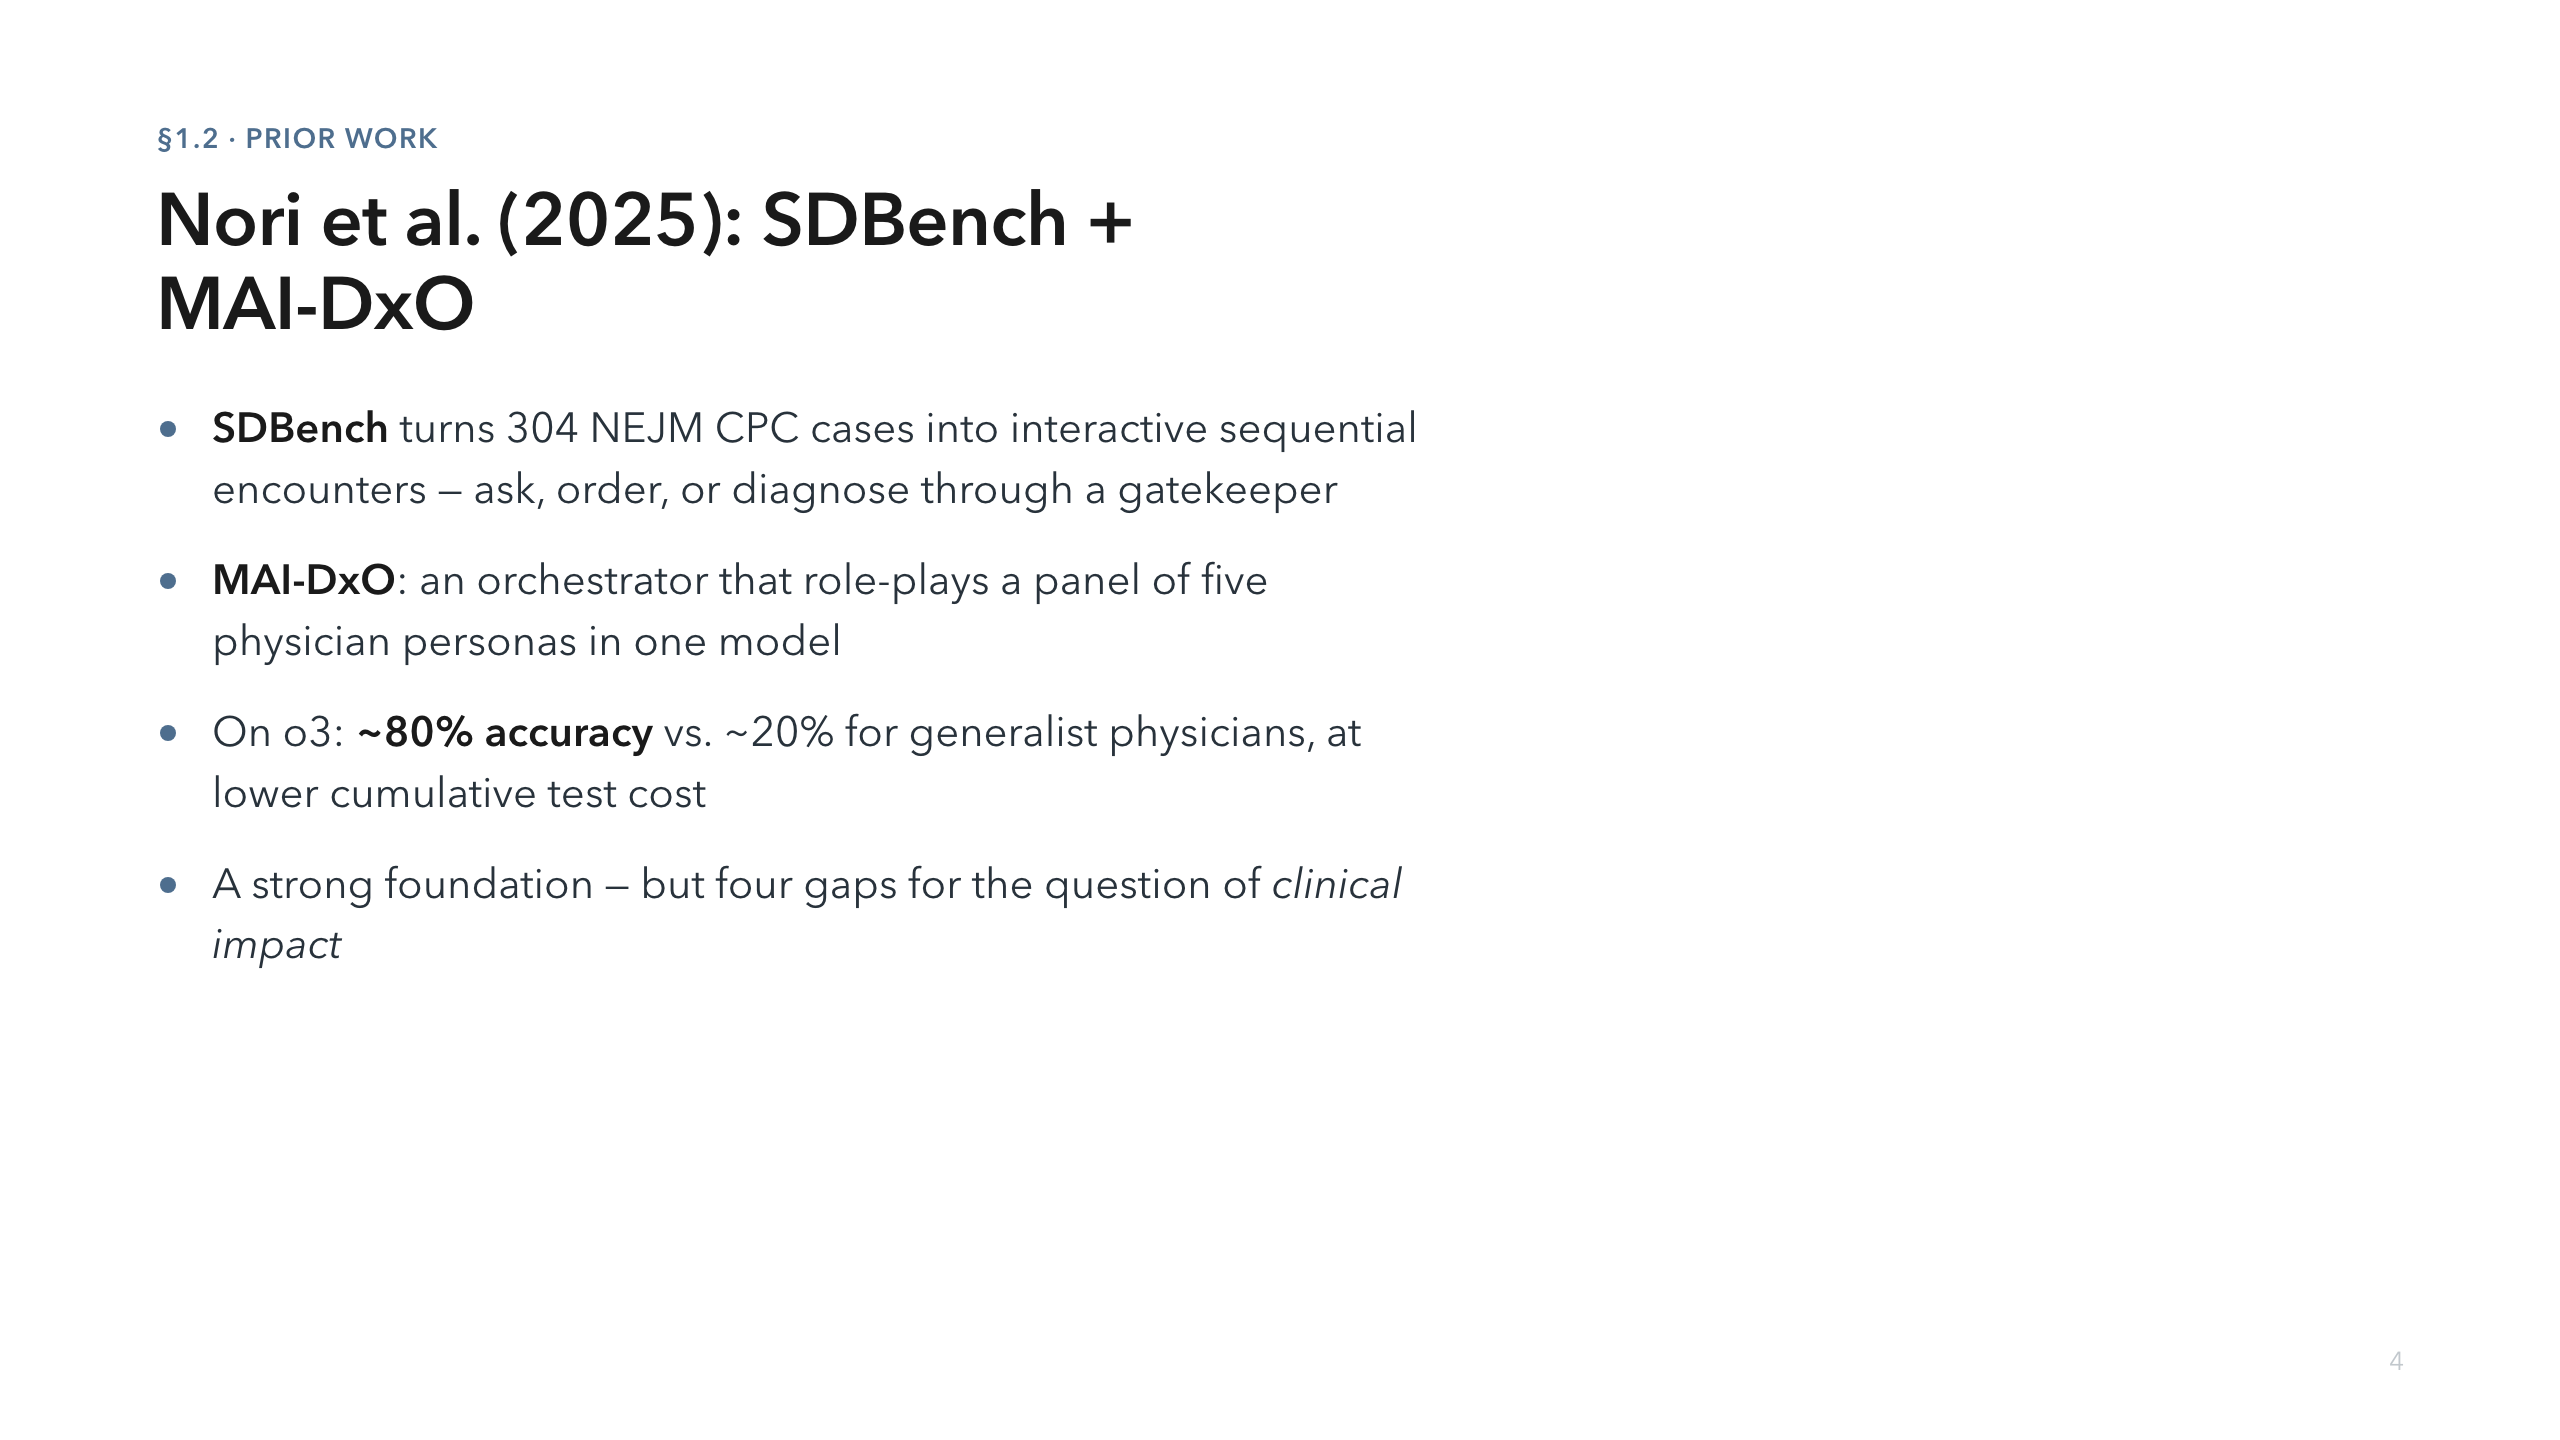 §1.2 · PRIOR WORK
Nori et al. (2025): SDBench +
MAI-DxO
• SDBench turns 304 NEJM CPC cases into interactive sequential
encounters – ask, order, or diagnose through a gatekeeper
• MAI-DxO: an orchestrator that role-plays a panel of five
physician personas in one model
• On o3: ~80% accuracy vs. ~20% for generalist physicians, at
lower cumulative test cost
• A strong foundation – but four gaps for the question of clinical
impact
4